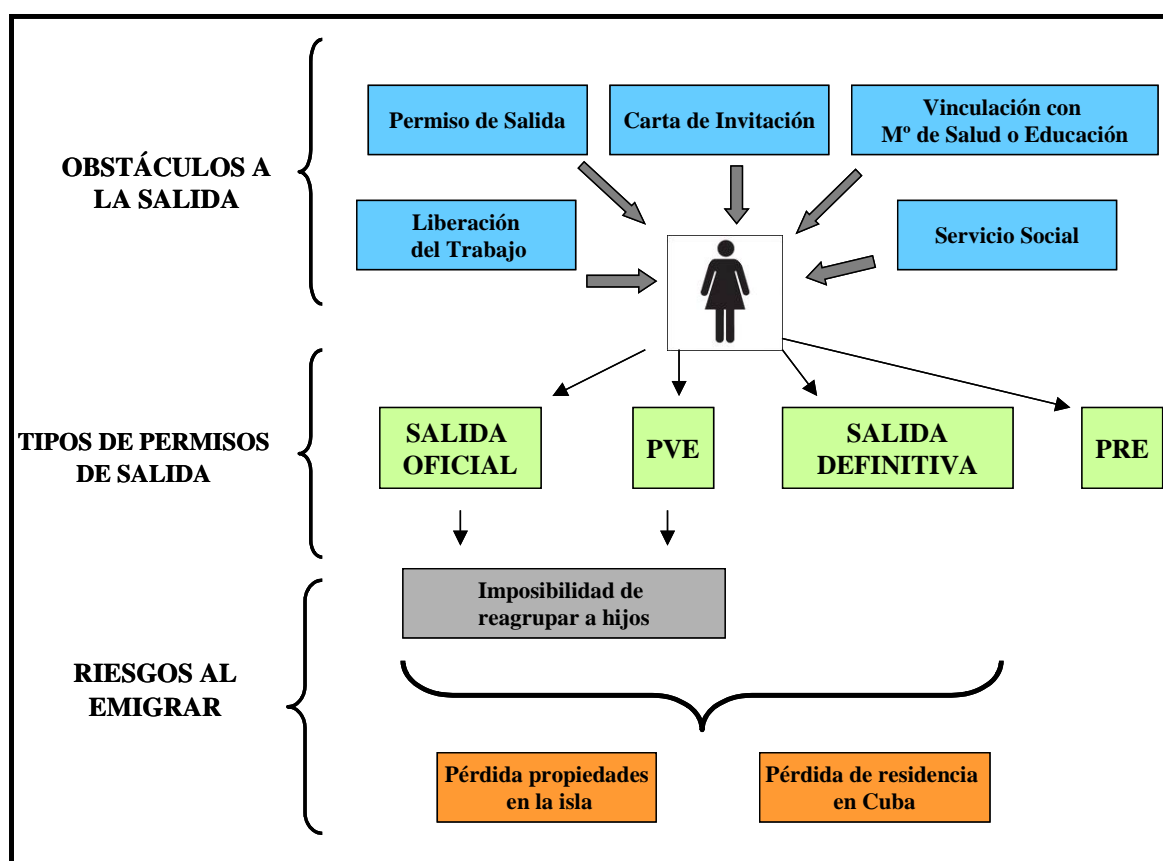 OBSTÁCULOS A
LA SALIDA
Permiso de Salida
Carta de Invitación
Vinculación con
Mº de Salud o Educación
Liberación
del Trabajo
Servicio Social
TIPOS DE PERMISOS
DE SALIDA
SALIDA
OFICIAL
PVE
SALIDA
DEFINITIVA
PRE
RIESGOS AL
EMIGRAR
Imposibilidad de
reagrupar a hijos
Pérdida propiedades
en la isla
Pérdida de residencia
en Cuba